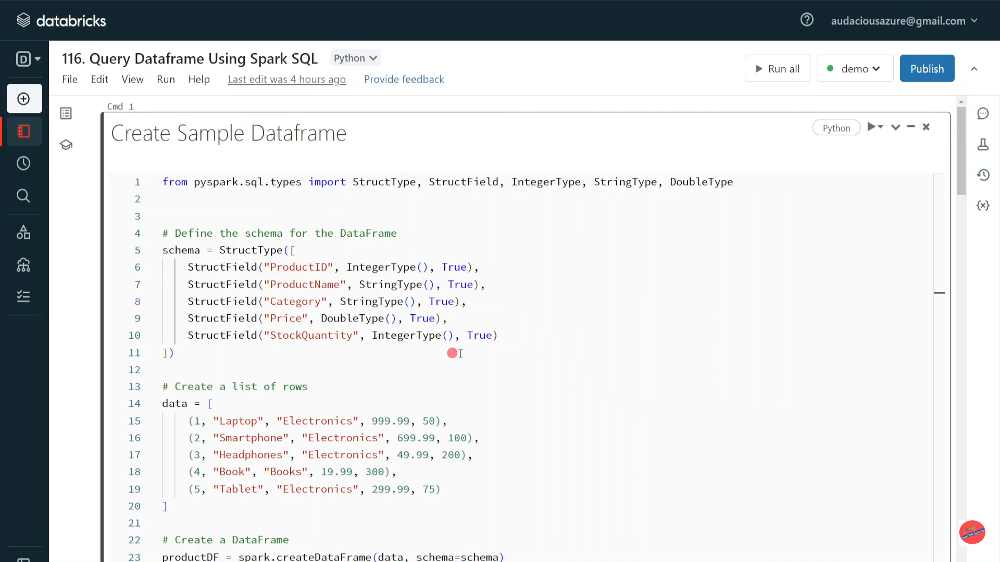 databricks
audaciousazure@gmail.com
D
116. Query Dataframe Using Spark SQL Python
Run all demo Publish
File Edit View Run Help Last edit was 4 hours ago Provide feedback
Cmd 1
Create Sample Dataframe
Python
1 from pyspark.sql.types import StructType, StructField, IntegerType, StringType, DoubleType
2
3
4 # Define the schema for the DataFrame
5 schema = StructType([
6 StructField("ProductID", IntegerType(), True),
7 StructField("ProductName", StringType(), True),
8 StructField("Category", StringType(), True),
9 StructField("Price", DoubleType(), True),
10 StructField("StockQuantity", IntegerType(), True)
11 ])
12
13 # Create a list of rows
14 data = [
15 (1, "Laptop", "Electronics", 999.99, 50),
16 (2, "Smartphone", "Electronics", 699.99, 100),
17 (3, "Headphones", "Electronics", 49.99, 200),
18 (4, "Book", "Books", 19.99, 300),
19 (5, "Tablet", "Electronics", 299.99, 75)
20 ]
21
22 # Create a DataFrame
23 productDF = spark.createDataFrame(data, schema=schema)